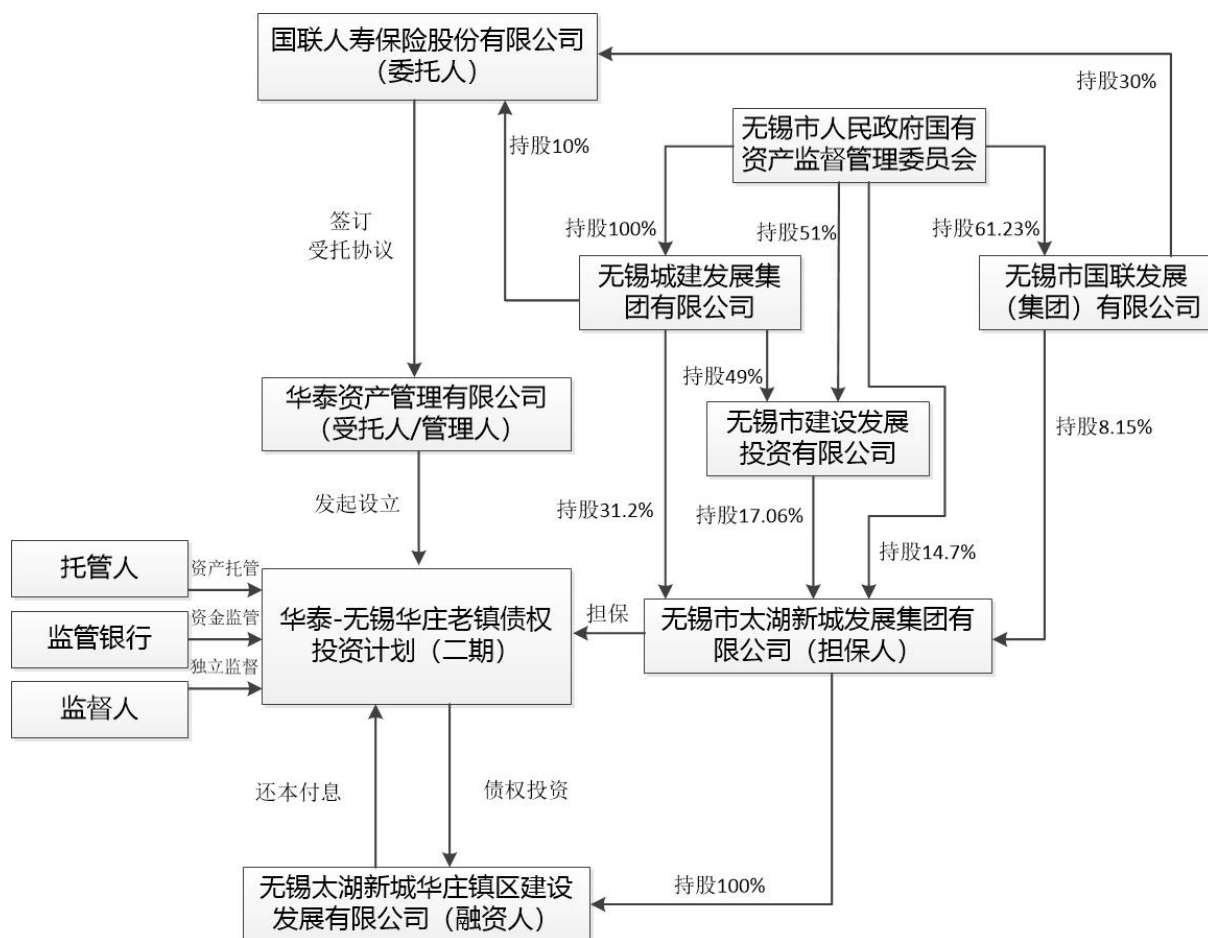 国联人寿保险股份有限公司
（委托人）
持股30%
无锡市人民政府国有
资产监督管理委员会
持股10%
签订
受托协议
持股100%
持股51%
持股61.23%
无锡城建发展集
团有限公司
无锡市国联发展
（集团）有限公司
持股49%
华泰资产管理有限公司
（受托人/管理人）
无锡市建设发展
投资有限公司
持股8.15%
发起设立
持股31.2%
持股17.06%
持股14.7%
托管人
资产托管
监管银行
资金监管
监督人
独立监督
华泰-无锡华庄老镇债权
投资计划（二期）
担保
无锡市太湖新城发展集团有
限公司（担保人）
还本付息
债权投资
无锡太湖新城华庄镇区建设
发展有限公司（融资人）
持股100%